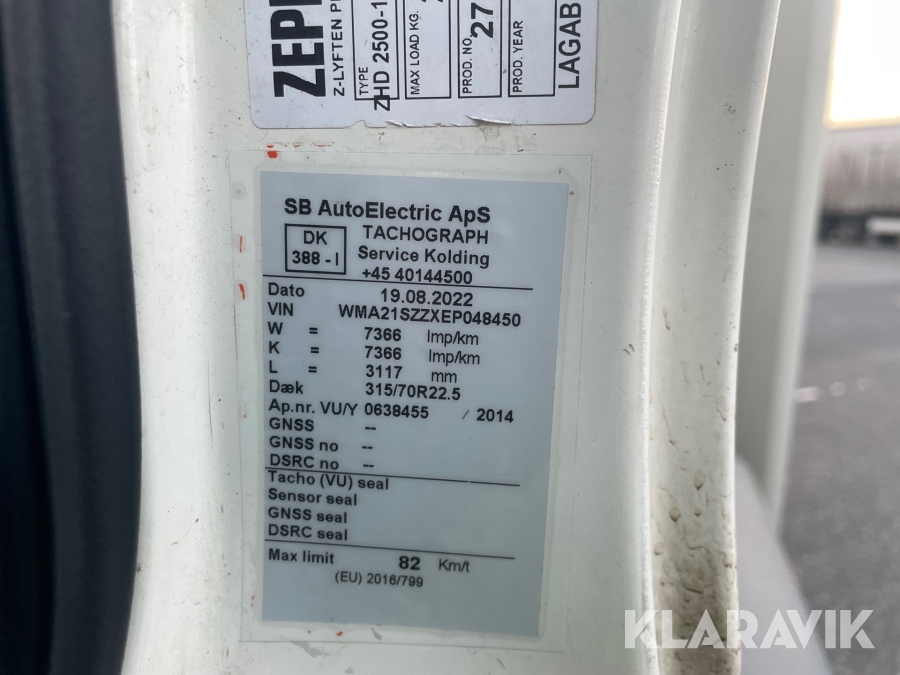 Z-LYFTEN
TYPE
ZHD 2500-1
MAX LOAD KG.
PROD. NO.
27
PROD. YEAR
LAGAB
SB AutoElectric ApS
DK
388 - I
TACHOGRAPH
Service Kolding
+45 40144500
Dato 19.08.2022
VIN WMA21SZZXEP048450
W = 7366 Imp/km
K = 7366 Imp/km
L = 3117 mm
Dæk 315/70R22.5
Ap.nr. VU/Y 0638455 / 2014
GNSS --
GNSS no --
DSRC no --
Tacho (VU) seal
Sensor seal
GNSS seal
DSRC seal
Max limit 82 Km/t
(EU) 2016/799
KLARAVIK